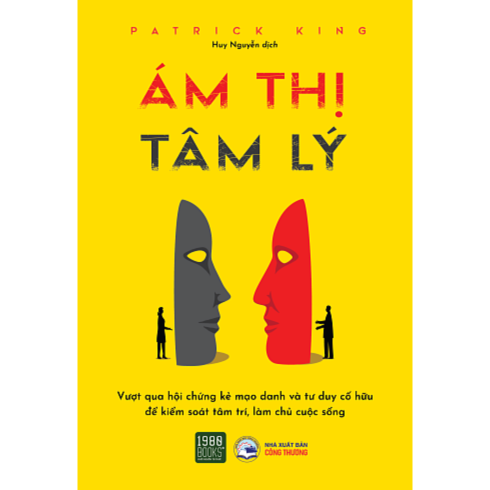 PATRICK KING
Huy Nguyễn dịch
ÁM THỊ
TÂM LÝ
Vượt qua hội chứng kẻ mạo danh và tư duy cố hữu
để kiểm soát tâm trí, làm chủ cuộc sống
1980
BOOKS
NHÀ XUẤT BẢN
CÔNG THƯƠNG